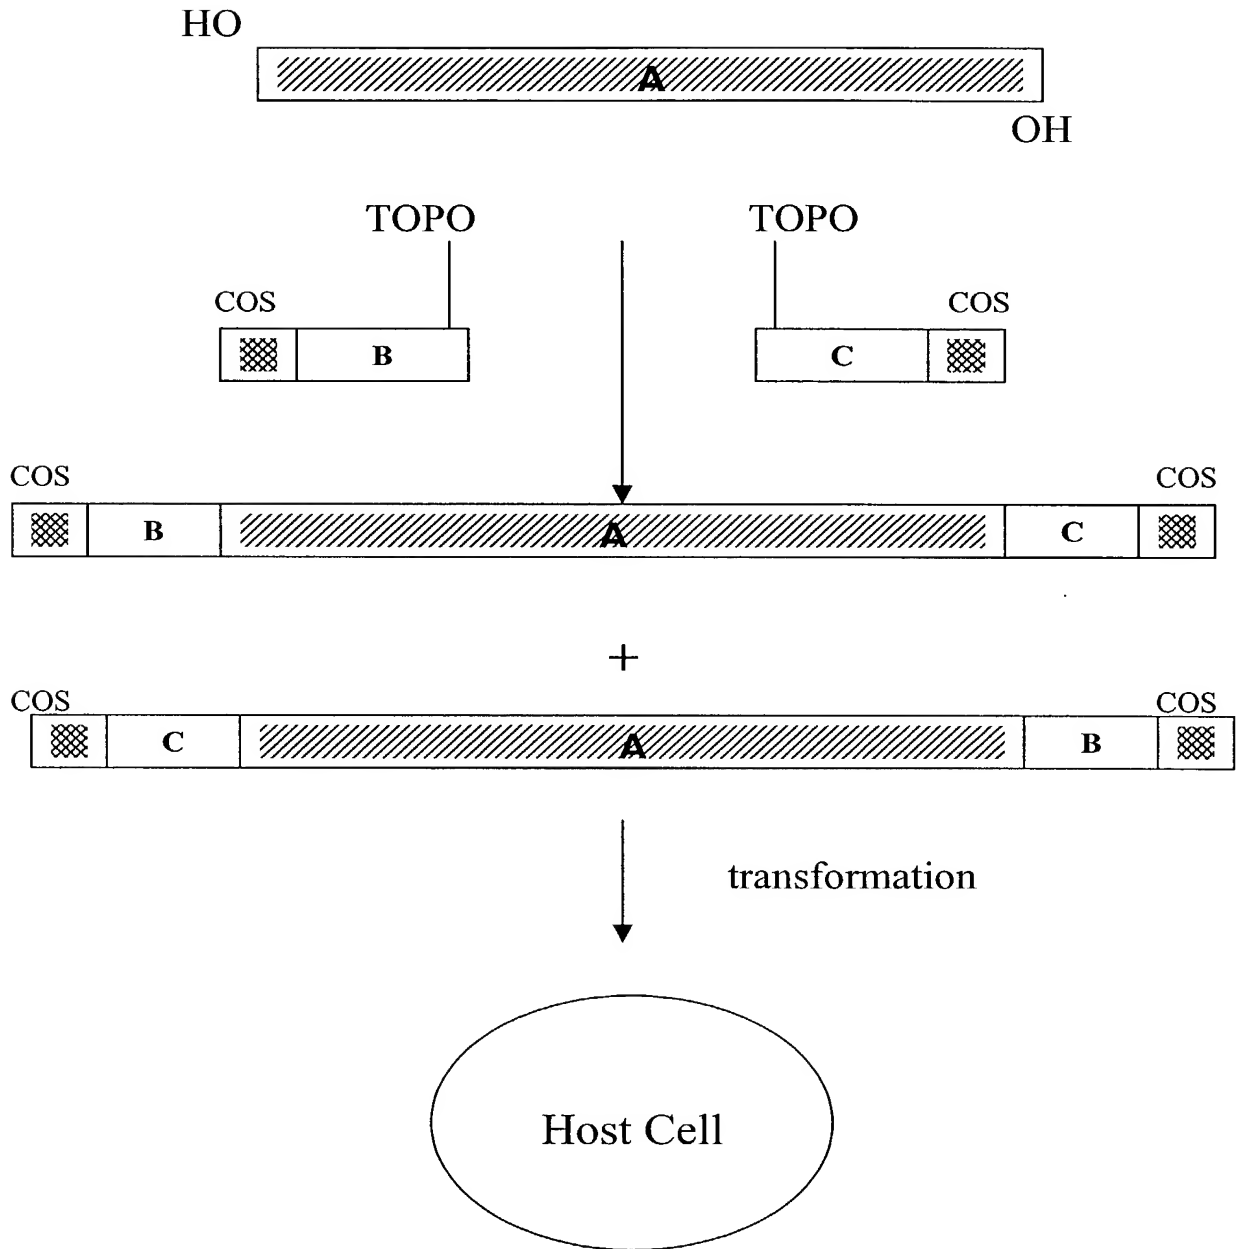 HO
A
OH
TOPO TOPO
COS COS
B C
COS COS
B A C
+
COS COS
C A B
transformation
Host Cell